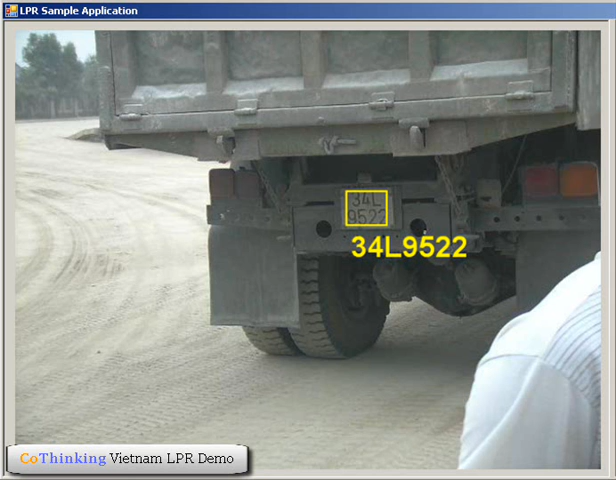 LPR Sample Application
34L
9522
34L9522
CoThinking Vietnam LPR Demo